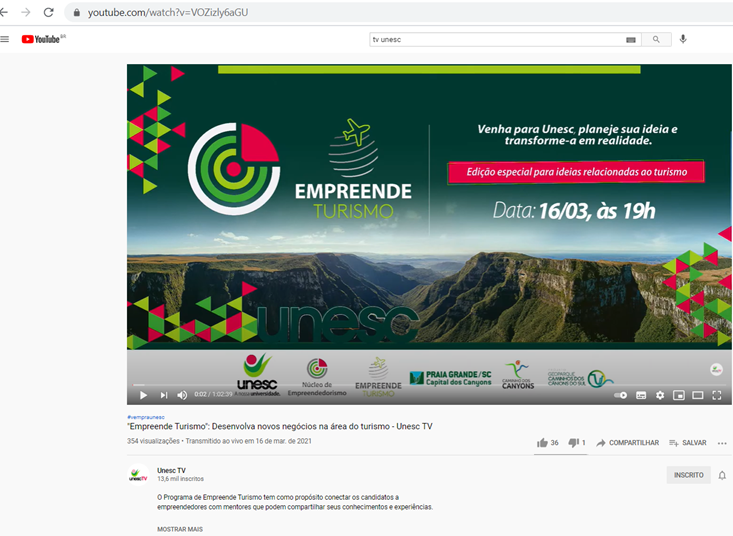 youtube.com/watch?v=VOZizly6aGU
YouTube BR
tv unesc
Venha para Unesc, planeje sua ideia e
transforme-a em realidade.
Edição especial para ideias relacionadas ao turismo
EMPREENDE
TURISMO
Data: 16/03, às 19h
unesc
unesc
A nossa universidade.
Núcleo de
Empreendedorismo
EMPREENDE
TURISMO
PRAIA GRANDE/SC
Capital dos Canyons
CAMINHO DOS
CANYONS
GEOPARQUE
CAMINHOS DOS
CÂNIONS DO SUL
0:02 / 1:02:39
#vemprauneso
"Empreende Turismo": Desenvolva novos negócios na área do turismo - Unesc TV
354 visualizações • Transmitido ao vivo em 16 de mar. de 2021
36
1
COMPARTILHAR
SALVAR
unescTV
Unesc TV
13,6 mil inscritos
INSCRITO
O Programa de Empreende Turismo tem como propósito conectar os candidatos a
empreendedores com mentores que podem compartilhar seus conhecimentos e experiências.
MOSTRAR MAIS